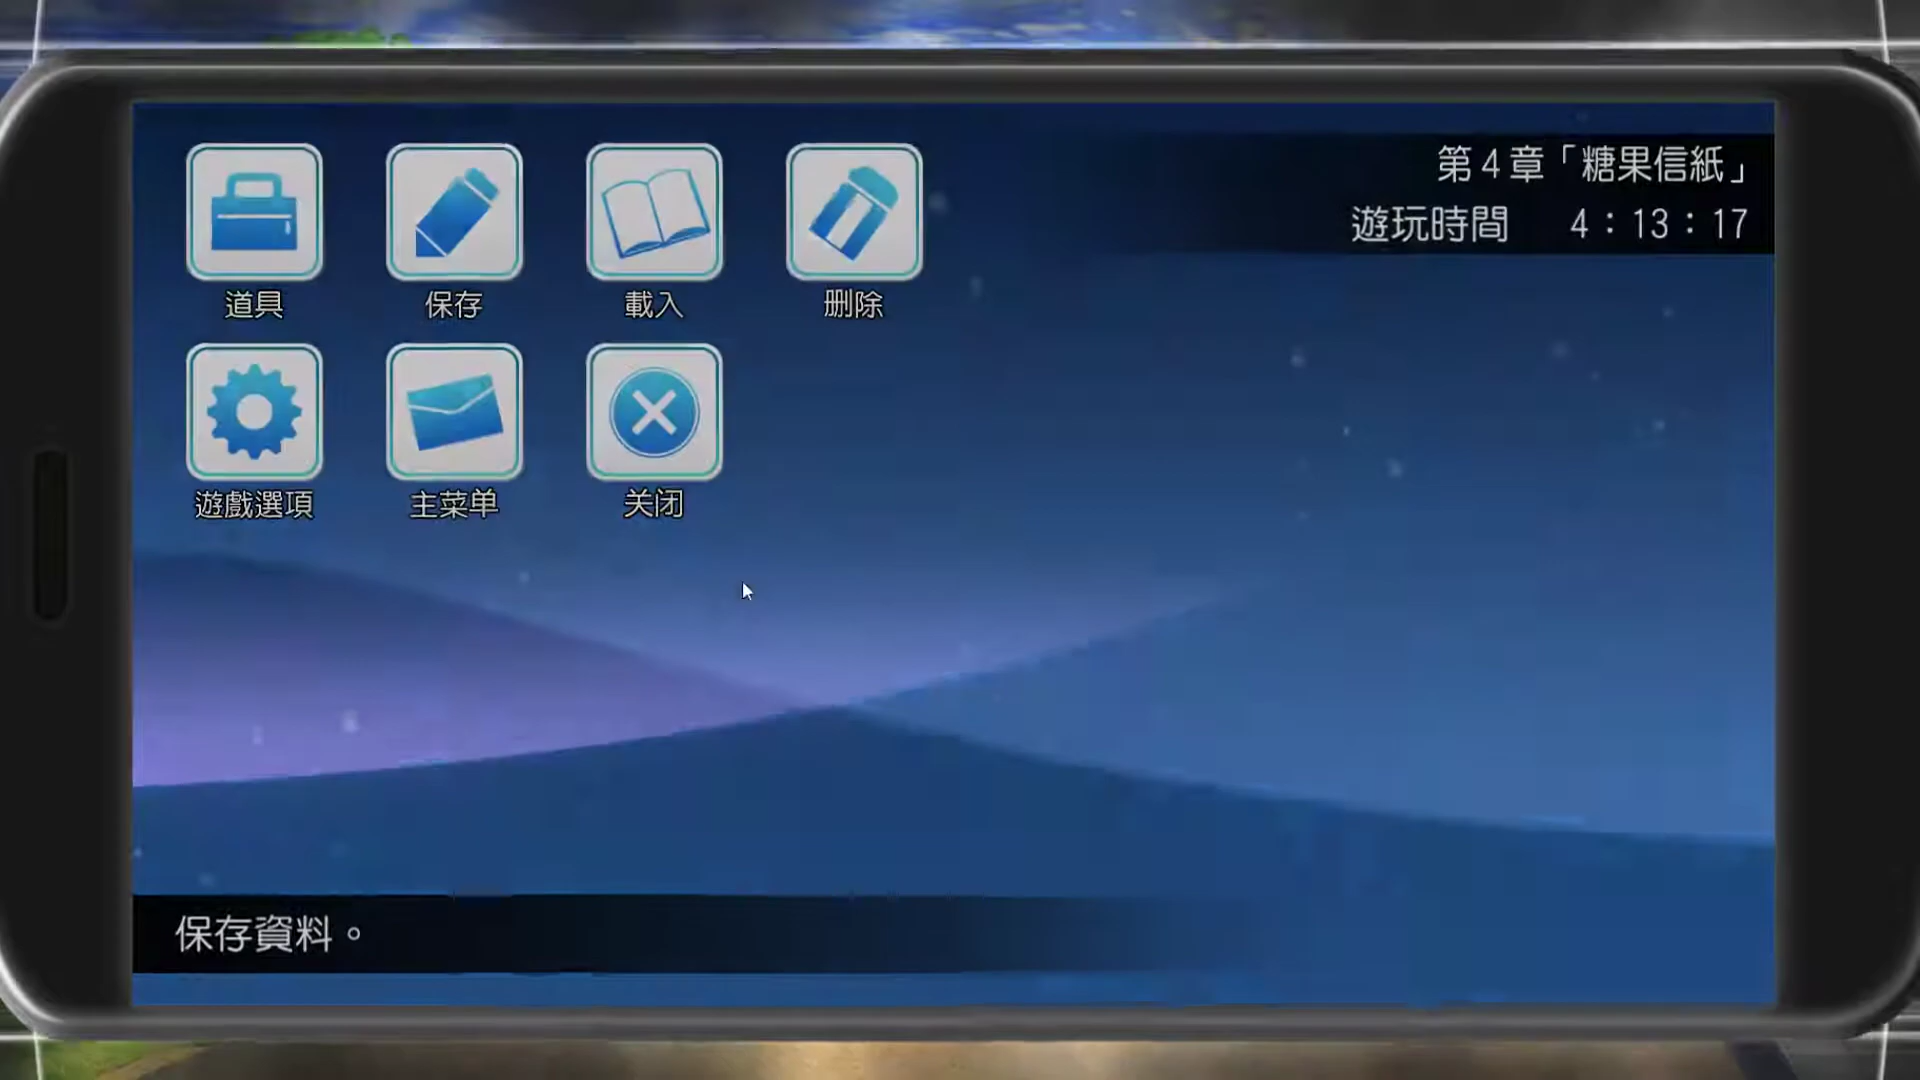 第4章「糖果信紙」
遊玩時間 4：13：17
道具 保存 載入 删除
遊戲選項 主菜单 关闭
保存資料。